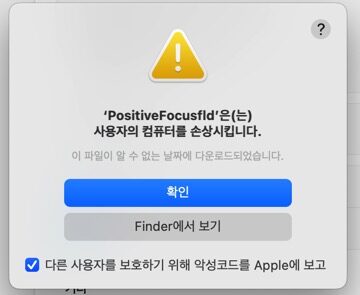 ?
'PositiveFocusfld'은(는)
사용자의 컴퓨터를 손상시킵니다.
이 파일이 알 수 없는 날짜에 다운로드되었습니다.
확인
Finder에서 보기
다른 사용자를 보호하기 위해 악성코드를 Apple에 보고